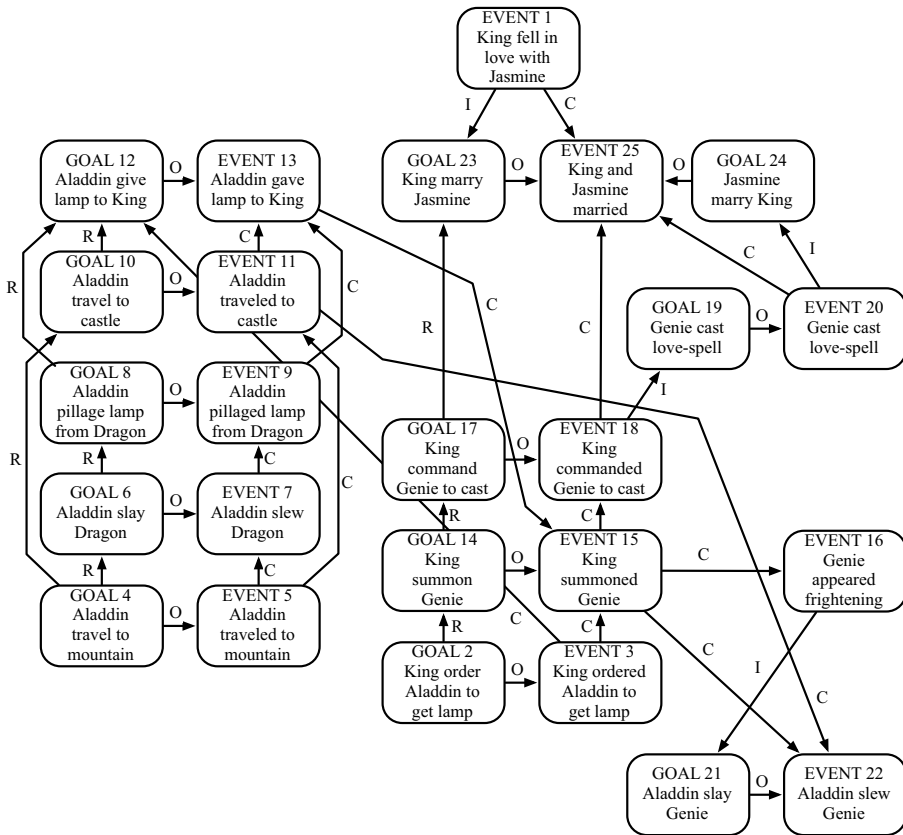 EVENT 1
King fell in
love with
Jasmine
I
C
GOAL 12
Aladdin give
lamp to King
O
EVENT 13
Aladdin gave
lamp to King
GOAL 23
King marry
Jasmine
O
EVENT 25
King and
Jasmine
married
O
GOAL 24
Jasmine
marry King
R
C
R
C
C
I
GOAL 10
Aladdin
travel to
castle
O
EVENT 11
Aladdin
traveled to
castle
C
R
C
GOAL 19
Genie cast
love-spell
O
EVENT 20
Genie cast
love-spell
GOAL 8
Aladdin
pillage lamp
from Dragon
O
EVENT 9
Aladdin
pillaged lamp
from Dragon
I
GOAL 17
King
command
Genie to cast
O
EVENT 18
King
commanded
Genie to cast
R
R
C
C
GOAL 6
Aladdin slay
Dragon
O
EVENT 7
Aladdin slew
Dragon
R
C
GOAL 14
King
summon
Genie
O
EVENT 15
King
summoned
Genie
C
EVENT 16
Genie
appeared
frightening
R
C
GOAL 4
Aladdin
travel to
mountain
O
EVENT 5
Aladdin
traveled to
mountain
R
C
C
C
I
GOAL 2
King order
Aladdin to
get lamp
O
EVENT 3
King ordered
Aladdin to
get lamp
C
GOAL 21
Aladdin slay
Genie
O
EVENT 22
Aladdin slew
Genie